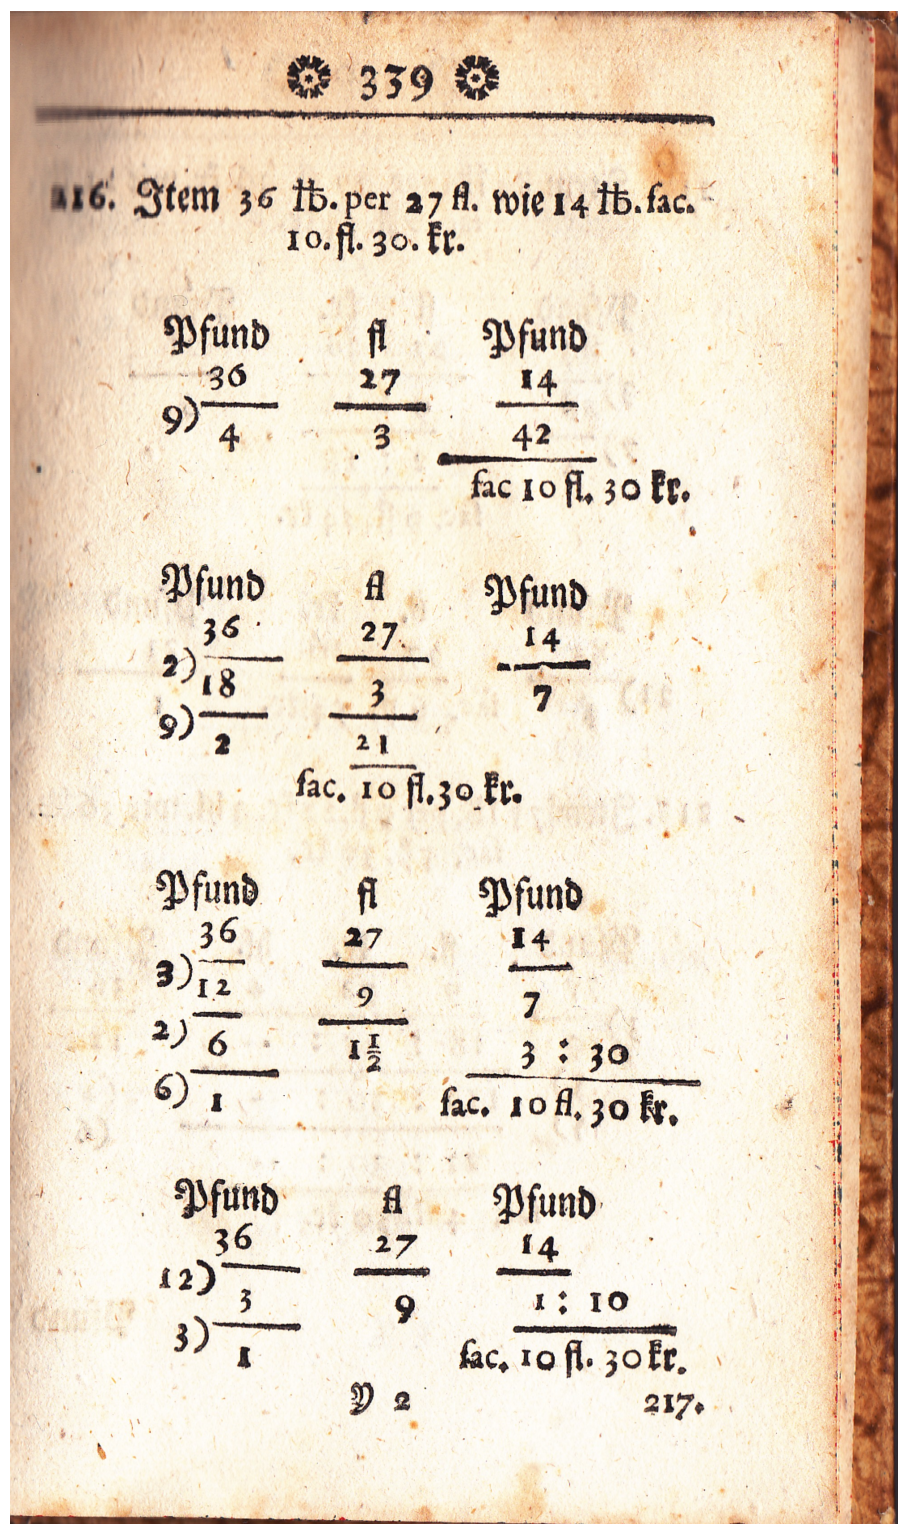 339
216. Item 36 ℔. per 27 fl. wie 14 ℔. fac.
10. fl. 30. kr.
Pfund fl Pfund
36 27 14
9) 4 3 42
fac 10 fl. 30 kr.
Pfund fl Pfund
36 27 14
2) 18 3 7
9) 2 21
fac. 10 fl. 30 kr.
Pfund fl Pfund
36 27 14
3) 12 9 7
2) 6 1½ 3 : 30
6) 1 fac. 10 fl. 30 kr.
Pfund fl Pfund
36 27 14
12) 3 9 1 : 10
3) 1 fac. 10 fl. 30 kr.
Y 2 217.